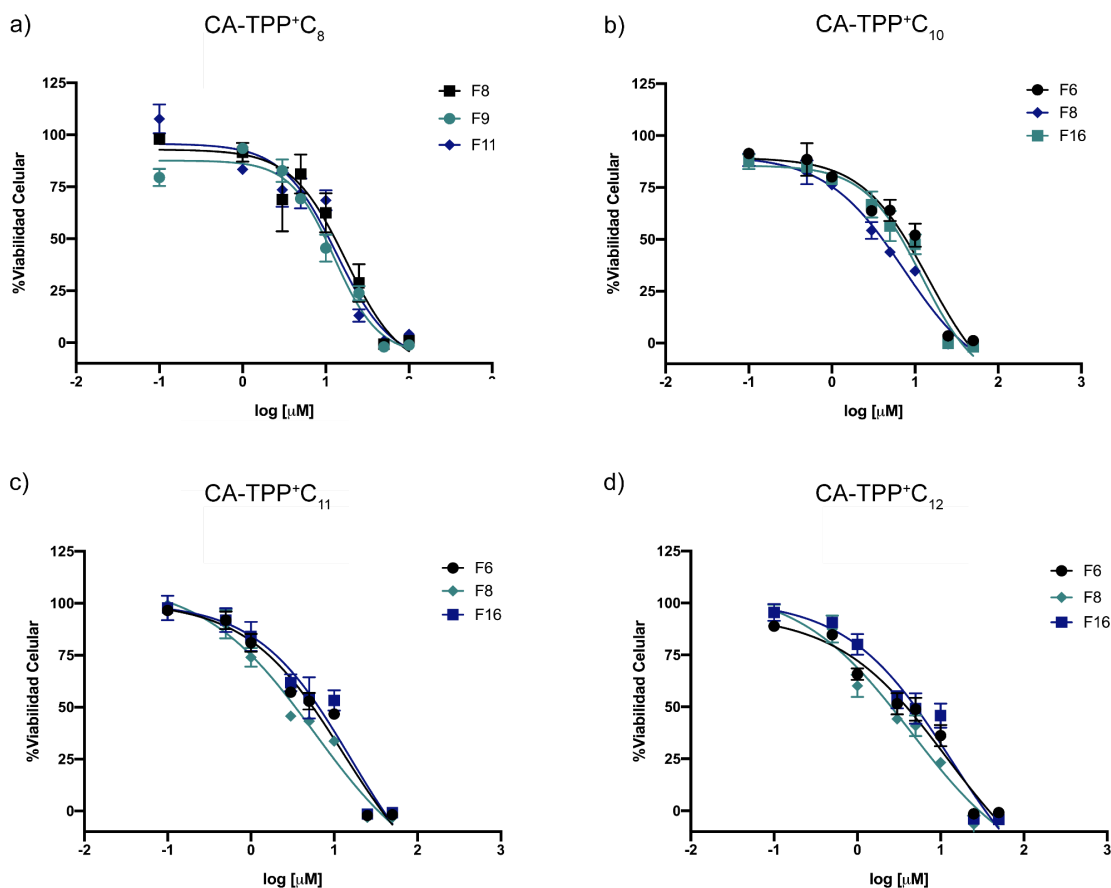 a)
CA-TPP⁺C₈
125
100
75
50
25
0
%Viabilidad Celular
-2
-1
0
1
2
3
log [µM]
F8
F9
F11
b)
CA-TPP⁺C₁₀
125
100
75
50
25
0
%Viabilidad Celular
-2
-1
0
1
2
3
log [µM]
F6
F8
F16
c)
CA-TPP⁺C₁₁
125
100
75
50
25
0
%Viabilidad Celular
-2
-1
0
1
2
3
log [µM]
F6
F8
F16
d)
CA-TPP⁺C₁₂
125
100
75
50
25
0
%Viabilidad Celular
-2
-1
0
1
2
3
log [µM]
F6
F8
F16